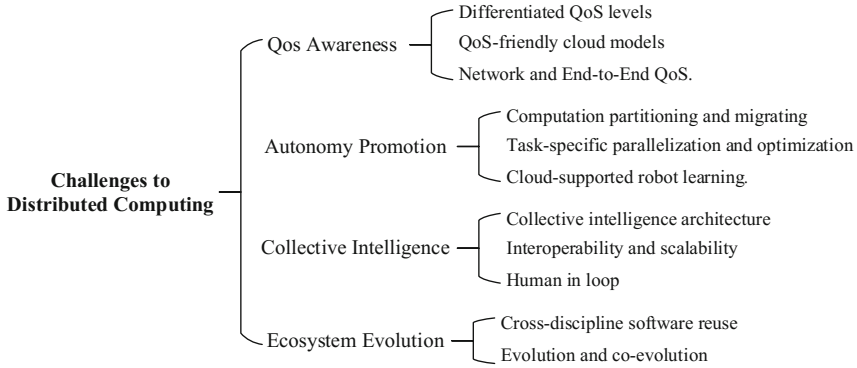 Challenges to
Distributed Computing
Qos Awareness
Differentiated QoS levels
QoS-friendly cloud models
Network and End-to-End QoS.
Autonomy Promotion
Computation partitioning and migrating
Task-specific parallelization and optimization
Cloud-supported robot learning.
Collective Intelligence
Collective intelligence architecture
Interoperability and scalability
Human in loop
Ecosystem Evolution
Cross-discipline software reuse
Evolution and co-evolution